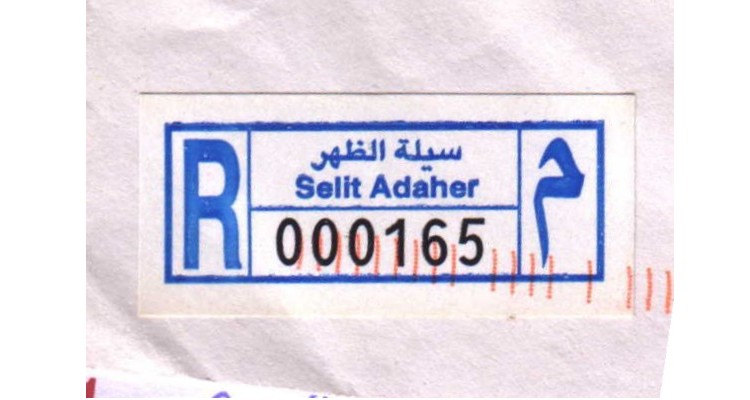 R
سيلة الظهر
Selit Adaher
000165
م